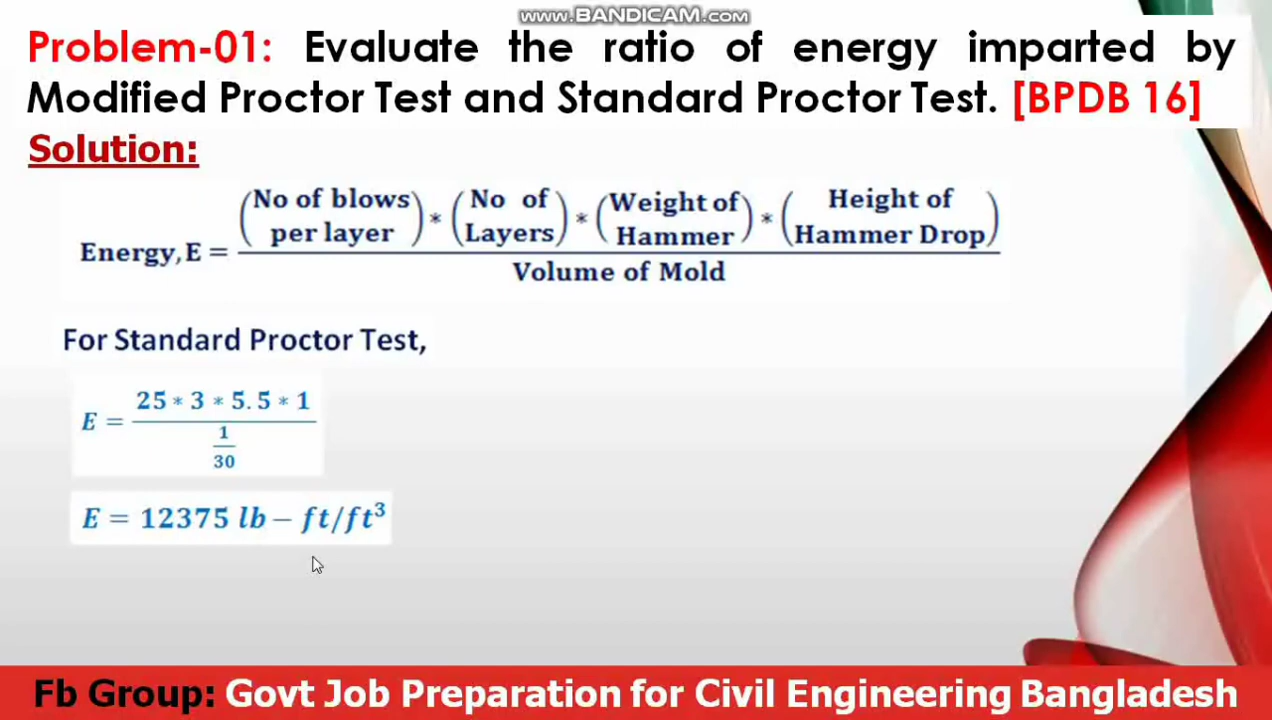 www.BANDICAM.com
Problem-01: Evaluate the ratio of energy imparted by
Modified Proctor Test and Standard Proctor Test. [BPDB 16]
Solution:
Energy, E = ((No of blows per layer) * (No of Layers) * (Weight of Hammer) * (Height of Hammer Drop)) / Volume of Mold
For Standard Proctor Test,
E = (25 * 3 * 5.5 * 1) / (1/30)
E = 12375 lb – ft/ft³
Fb Group: Govt Job Preparation for Civil Engineering Bangladesh